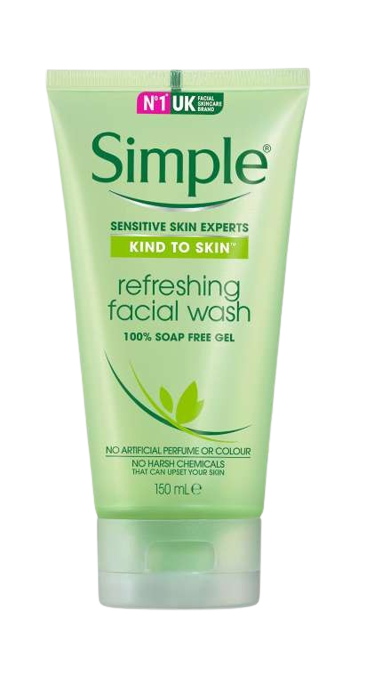 Nº1* UK FACIAL
SKINCARE
BRAND
Simple®
SENSITIVE SKIN EXPERTS
KIND TO SKIN™
refreshing
facial wash
100% SOAP FREE GEL
NO ARTIFICIAL PERFUME OR COLOUR
NO HARSH CHEMICALS
THAT CAN UPSET YOUR SKIN
150 mL ℮